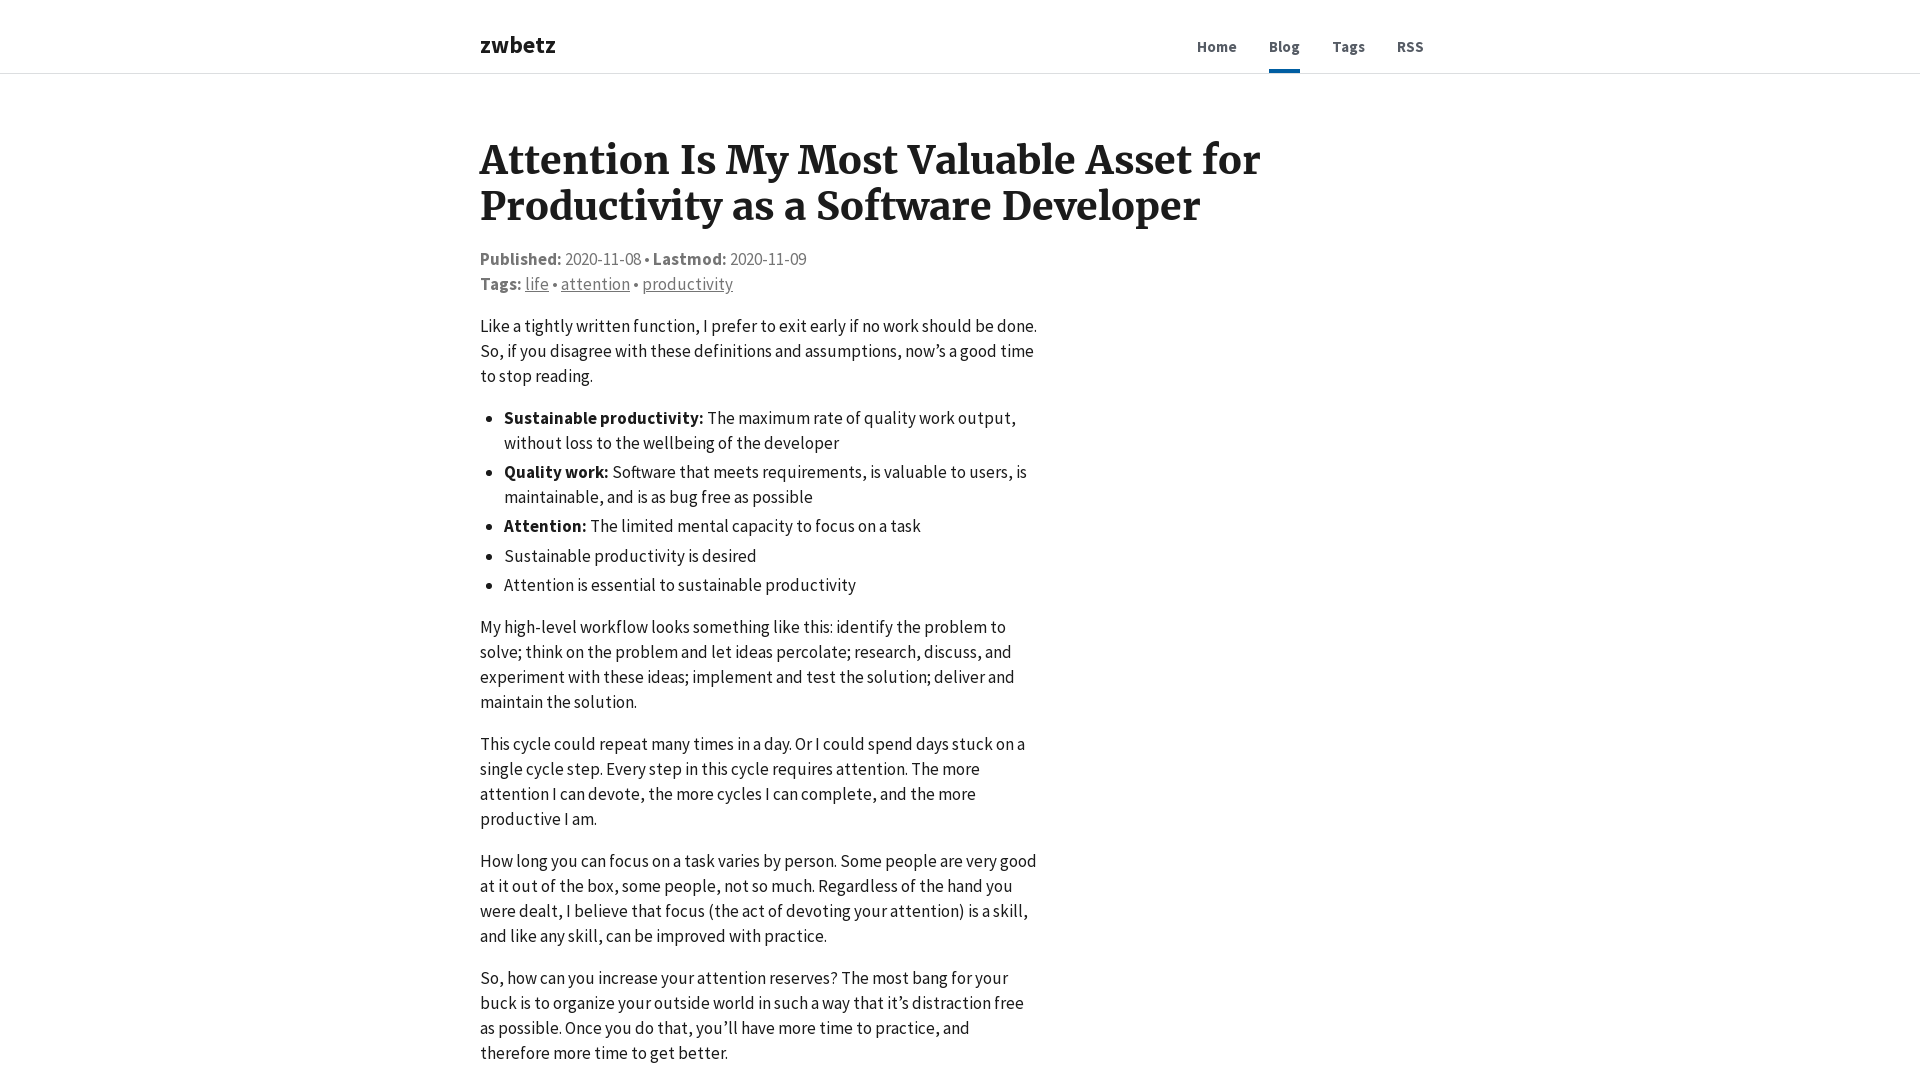 zwbetz
Home
Blog
Tags
RSS
Attention Is My Most Valuable Asset for
Productivity as a Software Developer
Published: 2020-11-08 • Lastmod: 2020-11-09
Tags: life • attention • productivity
Like a tightly written function, I prefer to exit early if no work should be done.
So, if you disagree with these definitions and assumptions, now’s a good time
to stop reading.
• Sustainable productivity: The maximum rate of quality work output,
without loss to the wellbeing of the developer
• Quality work: Software that meets requirements, is valuable to users, is
maintainable, and is as bug free as possible
• Attention: The limited mental capacity to focus on a task
• Sustainable productivity is desired
• Attention is essential to sustainable productivity
My high-level workflow looks something like this: identify the problem to
solve; think on the problem and let ideas percolate; research, discuss, and
experiment with these ideas; implement and test the solution; deliver and
maintain the solution.
This cycle could repeat many times in a day. Or I could spend days stuck on a
single cycle step. Every step in this cycle requires attention. The more
attention I can devote, the more cycles I can complete, and the more
productive I am.
How long you can focus on a task varies by person. Some people are very good
at it out of the box, some people, not so much. Regardless of the hand you
were dealt, I believe that focus (the act of devoting your attention) is a skill,
and like any skill, can be improved with practice.
So, how can you increase your attention reserves? The most bang for your
buck is to organize your outside world in such a way that it’s distraction free
as possible. Once you do that, you’ll have more time to practice, and
therefore more time to get better.